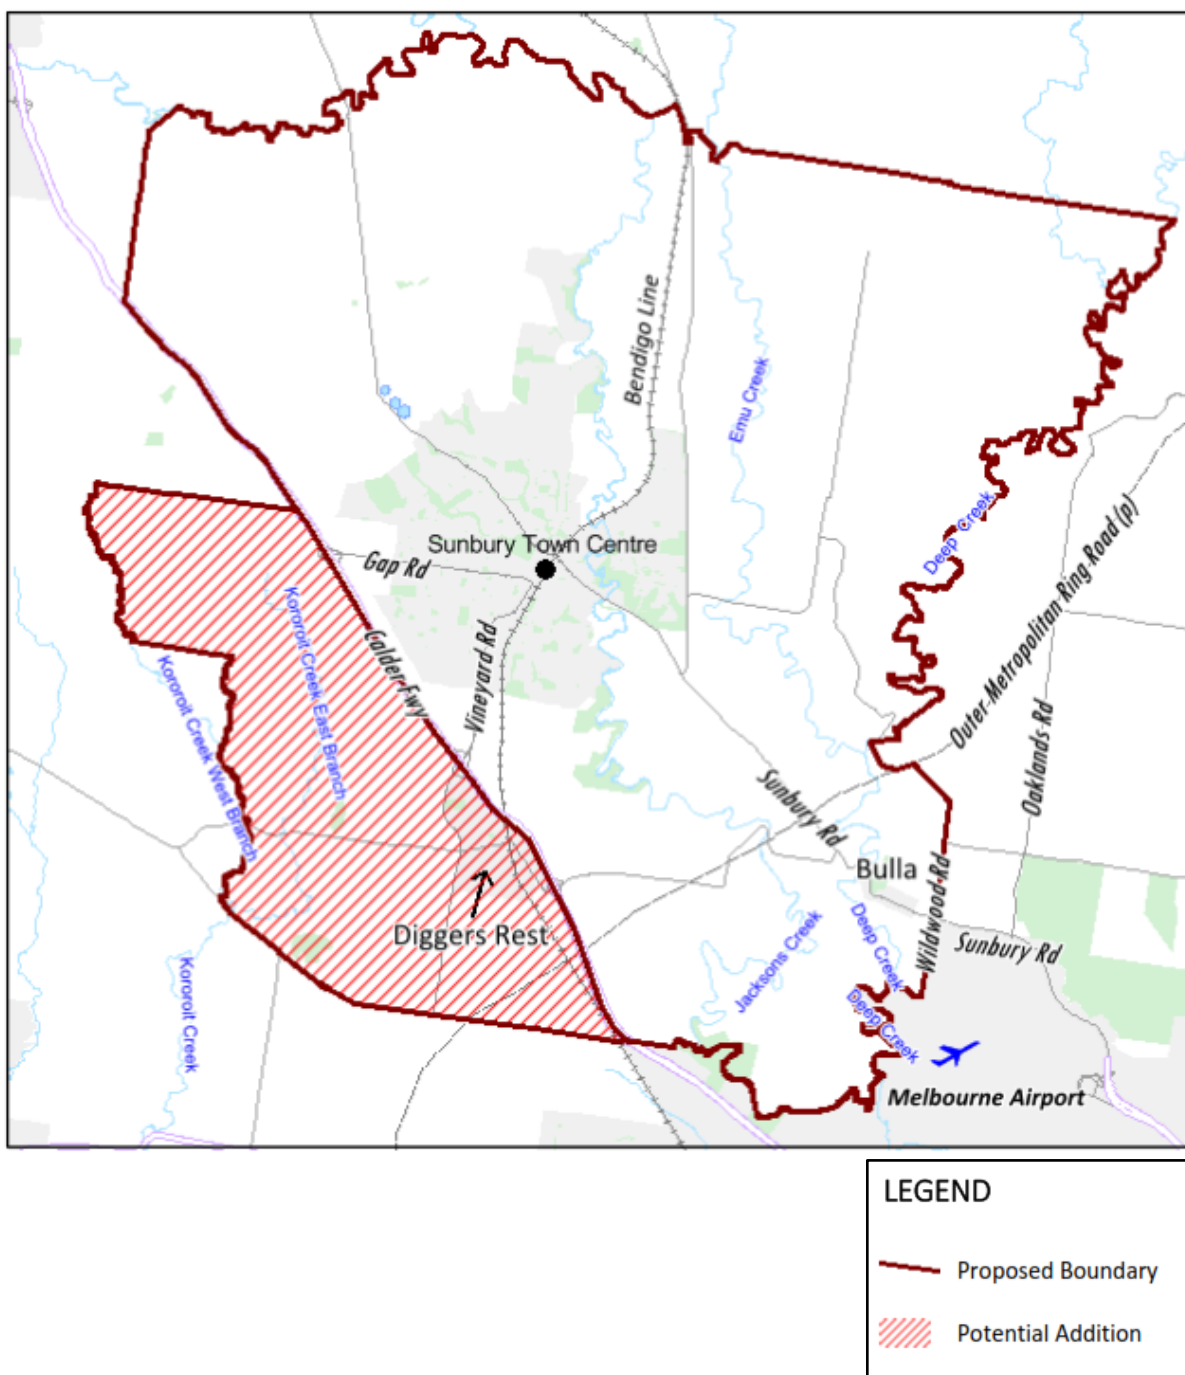 Bendigo Line
Emu Creek
Deep Creek
Outer Metropolitan Ring Road (p)
Sunbury Town Centre
Gap Rd
Kororoit Creek East Branch
Calder Fwy
Vineyard Rd
Kororoit Creek West Branch
Oaklands Rd
Sunbury Rd
Bulla
Wildwood Rd
Diggers Rest
Deep Creek
Sunbury Rd
Jacksons Creek
Kororoit Creek
Deep Creek
Melbourne Airport
LEGEND
Proposed Boundary
Potential Addition